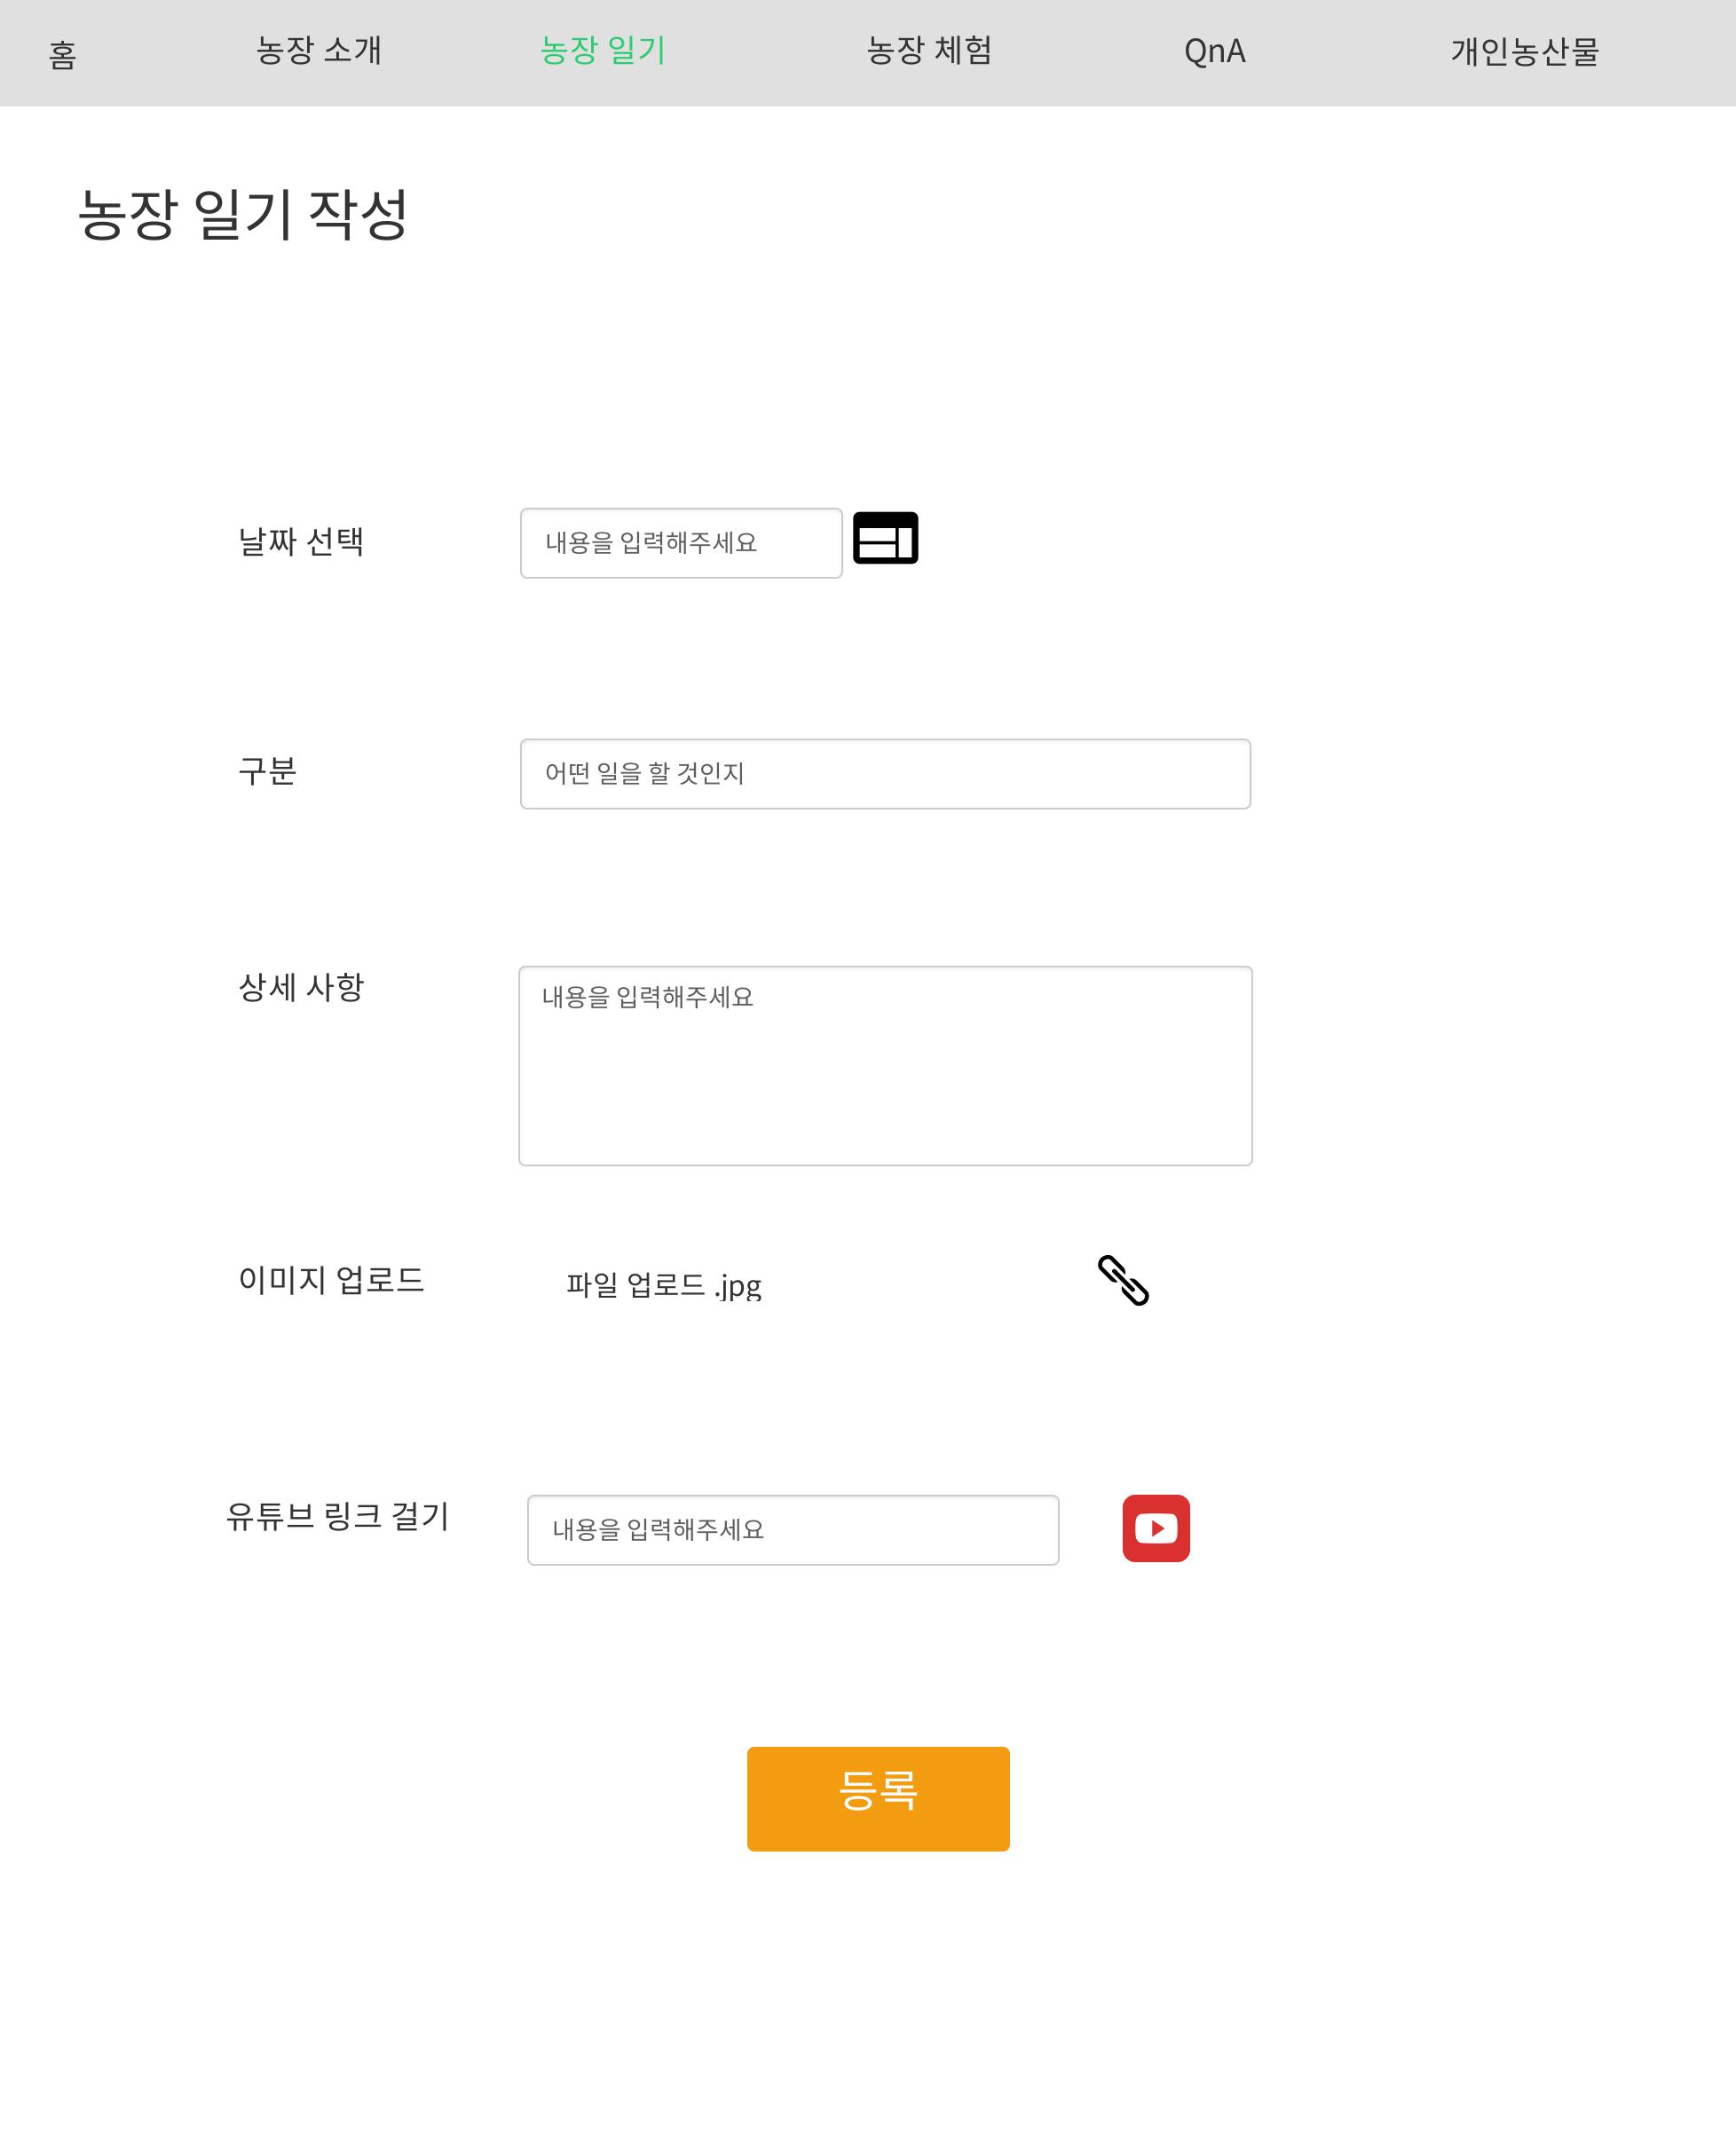 홈 농장 소개 농장 일기 농장 체험 QnA 개인농산물
농장 일기 작성
날짜 선택 내용을 입력해주세요
구분 어떤 일을 할 것인지
상세 사항 내용을 입력해주세요
이미지 업로드 파일 업로드 .jpg
유튜브 링크 걸기 내용을 입력해주세요
등록